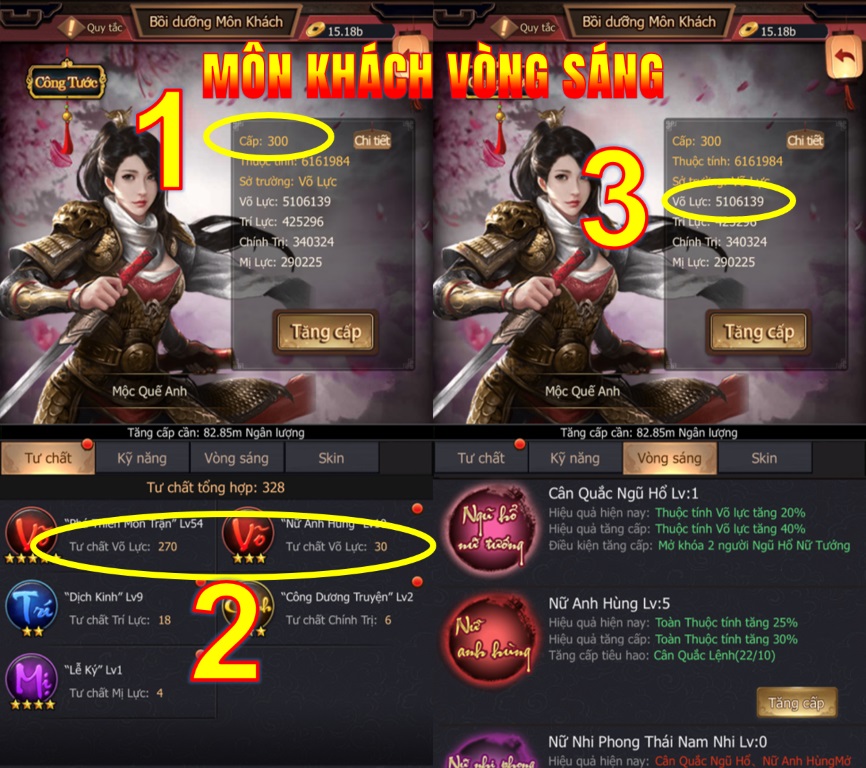 Quy tắc
Bồi dưỡng Môn Khách
15.18b
Quy tắc
Bồi dưỡng Môn Khách
15.18b
MÔN KHÁCH VÒNG SÁNG
Công Tước
1
Cấp: 300
Chi tiết
Thuộc tính: 6161984
Sở trường: Võ Lực
Võ Lực: 5106139
Trí Lực: 425296
Chính Trị: 340324
Mị Lực: 290225
Tăng cấp
Mộc Quế Anh
Tăng cấp cần: 82.85m Ngân lượng
3
Cấp: 300
Chi tiết
Thuộc tính: 6161984
Sở trường: Võ Lực
Võ Lực: 5106139
Trí Lực: 425296
Chính Trị: 340324
Mị Lực: 290225
Tăng cấp
Mộc Quế Anh
Tăng cấp cần: 82.85m Ngân lượng
Tư chất
Kỹ năng
Vòng sáng
Skin
Tư chất tổng hợp: 328
Võ
Thiên Môn Trận" Lv54
Tư chất Võ Lực: 270
Võ
"Nữ Anh Hùng"
Tư chất Võ Lực: 30
Trí
"Dịch Kinh" Lv9
Tư chất Trí Lực: 18
"Công Dương Truyện" Lv2
Tư chất Chính Trị: 6
2
Mị
"Lễ Ký" Lv1
Tư chất Mị Lực: 4
Tư chất
Kỹ năng
Vòng sáng
Skin
Ngũ hổ
nữ tướng
Cân Quắc Ngũ Hổ Lv:1
Hiệu quả hiện nay: Thuộc tính Võ lực tăng 20%
Hiệu quả tăng cấp: Thuộc tính Võ lực tăng 40%
Điều kiện tăng cấp: Mở khóa 2 người Ngũ Hổ Nữ Tướng
Nữ
anh hùng
Nữ Anh Hùng Lv:5
Hiệu quả hiện nay: Toàn Thuộc tính tăng 25%
Hiệu quả tăng cấp: Toàn Thuộc tính tăng 30%
Tăng cấp tiêu hao: Cân Quắc Lệnh(22/10)
Tăng cấp
Nữ nhi phong
Nữ Nhi Phong Thái Nam Nhi Lv:0
Hiệu quả hiện nay: Cân Quắc Ngũ Hổ、Nữ Anh HùngMở